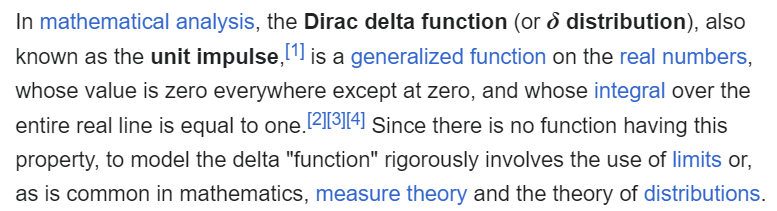 In mathematical analysis, the Dirac delta function (or δ distribution), also
known as the unit impulse,[1] is a generalized function on the real numbers,
whose value is zero everywhere except at zero, and whose integral over the
entire real line is equal to one.[2][3][4] Since there is no function having this
property, to model the delta "function" rigorously involves the use of limits or,
as is common in mathematics, measure theory and the theory of distributions.